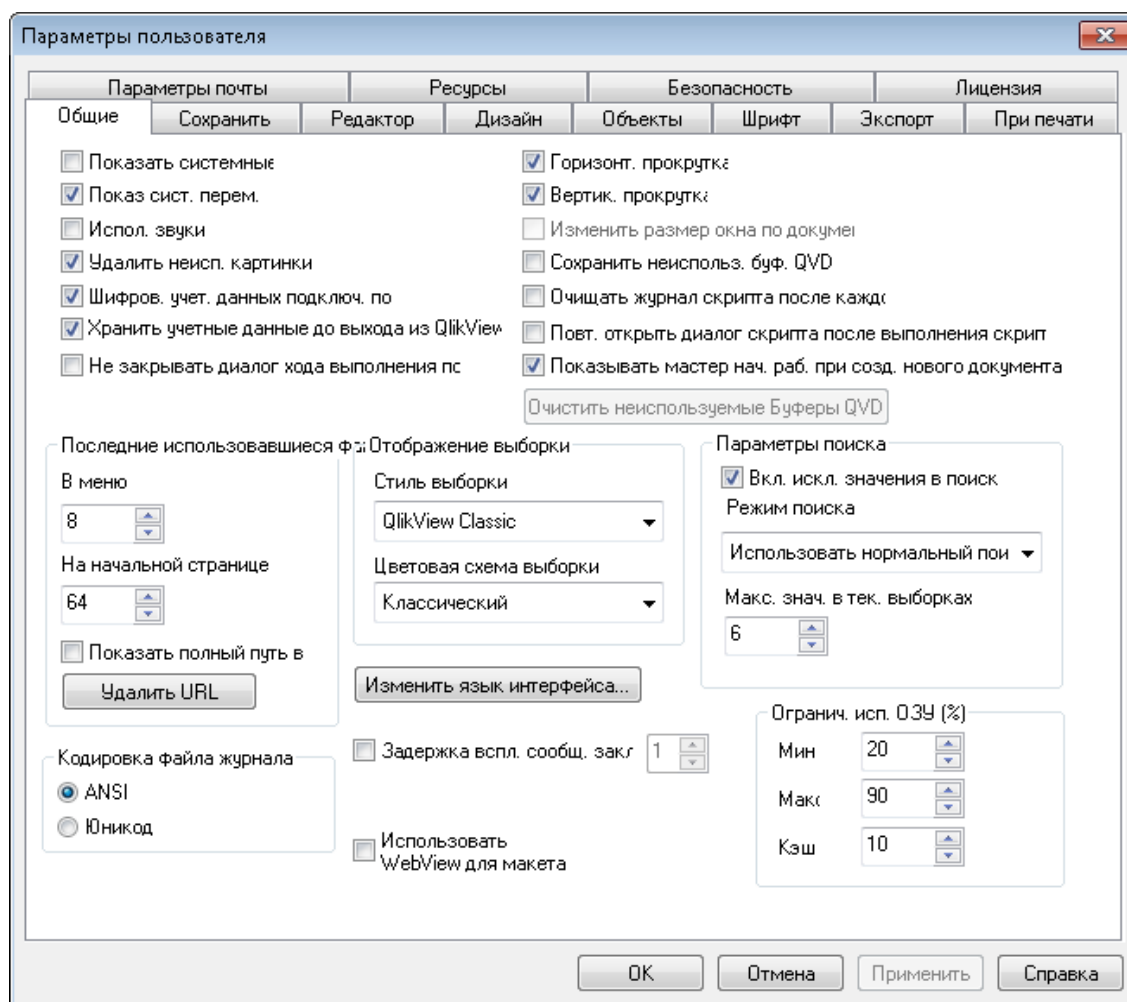 Параметры пользователя
Параметры почты Ресурсы Безопасность Лицензия
Общие Сохранить Редактор Дизайн Объекты Шрифт Экспорт При печати
Показать системные
Показ сист. перем.
Испол. звуки
Удалить неисп. картинки
Шифров. учет. данных подключ. по
Хранить учетные данные до выхода из QlikView
Не закрывать диалог хода выполнения пс
Горизонт. прокрутка
Вертик. прокрутка
Изменить размер окна по докумен
Сохранить неиспольз. буф. QVD
Очищать журнал скрипта после каждо
Повт. открыть диалог скрипта после выполнения скрип
Показывать мастер нач. раб. при созд. нового документа
Очистить неиспользуемые Буферы QVD
Последние использовавшиеся фа
В меню
8
На начальной странице
64
Показать полный путь в
Удалить URL
Отображение выборки
Стиль выборки
QlikView Classic
Цветовая схема выборки
Классический
Изменить язык интерфейса...
Параметры поиска
Вкл. искл. значения в поиск
Режим поиска
Использовать нормальный пои
Макс. знач. в тек. выборках
6
Кодировка файла журнала
ANSI
Юникод
Задержка вспл. сообщ. закл 1
Использовать
WebView для макета
Огранич. исп. ОЗУ (%)
Мин 20
Макс 90
Кэш 10
OK Отмена Применить Справка